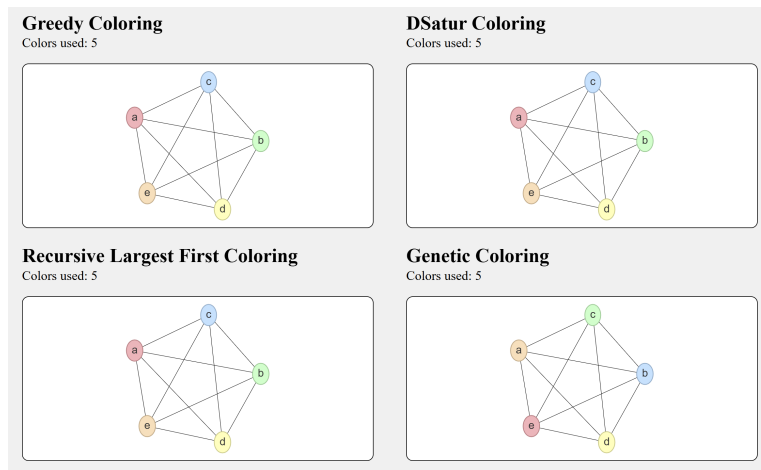 Greedy Coloring
Colors used: 5
c
a
b
e
d
DSatur Coloring
Colors used: 5
c
a
b
e
d
Recursive Largest First Coloring
Colors used: 5
c
a
b
e
d
Genetic Coloring
Colors used: 5
c
a
b
e
d